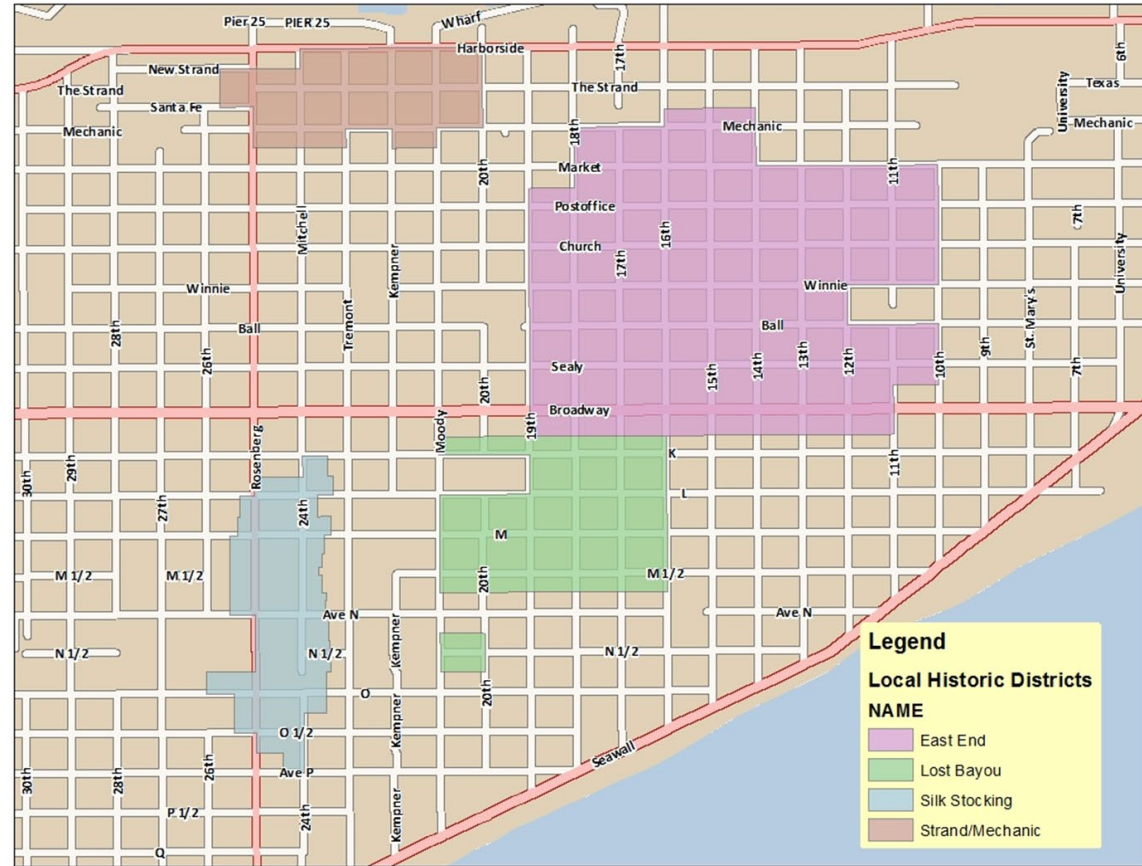 Pier 25
PIER 25
Wharf
Harborside
17th
6th
New Strand
The Strand
The Strand
University
Texas
Santa Fe
Mechanic
18th
Mechanic
Mechanic
20th
Market
11th
Postoffice
7th
Mitchell
16th
Church
Kempner
17th
University
Winnie
Winnie
St. Mary's
28th
Ball
Tremont
Ball
26th
9th
Sealy
15th
14th
13th
12th
10th
7th
20th
Broadway
Moody
19th
Rosenberg
K
11th
30th
29th
27th
24th
L
M
M 1/2
M 1/2
20th
M 1/2
Ave N
Ave N
Kempner
N 1/2
N 1/2
N 1/2
O
20th
Kempner
O 1/2
Seawall
30th
28th
26th
Ave P
P 1/2
24th
Kempner
Q
Legend
Local Historic Districts
NAME
East End
Lost Bayou
Silk Stocking
Strand/Mechanic